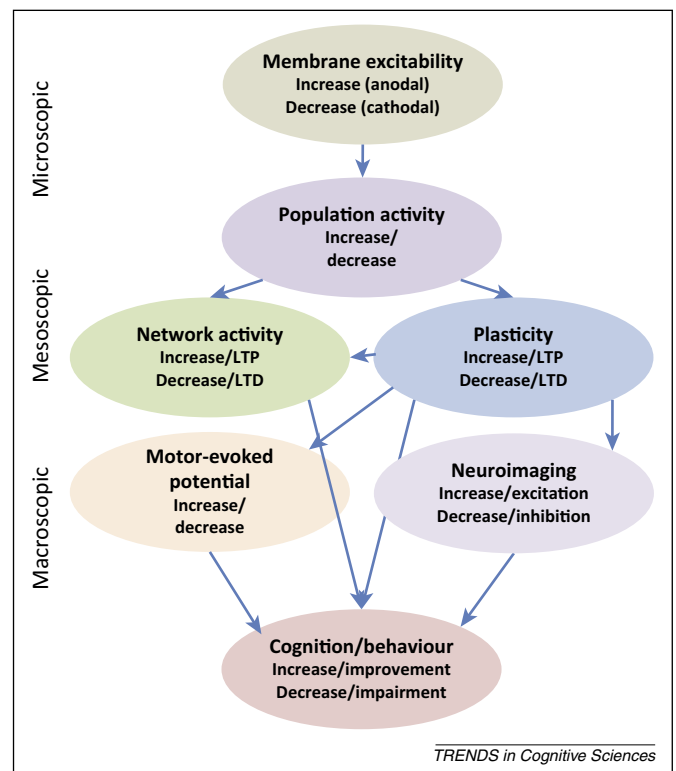 Microscopic
Membrane excitability
Increase (anodal)
Decrease (cathodal)
Population activity
Increase/
decrease
Mesoscopic
Network activity
Increase/LTP
Decrease/LTD
Plasticity
Increase/LTP
Decrease/LTD
Macroscopic
Motor-evoked
potential
Increase/
decrease
Neuroimaging
Increase/excitation
Decrease/inhibition
Cognition/behaviour
Increase/improvement
Decrease/impairment
TRENDS in Cognitive Sciences